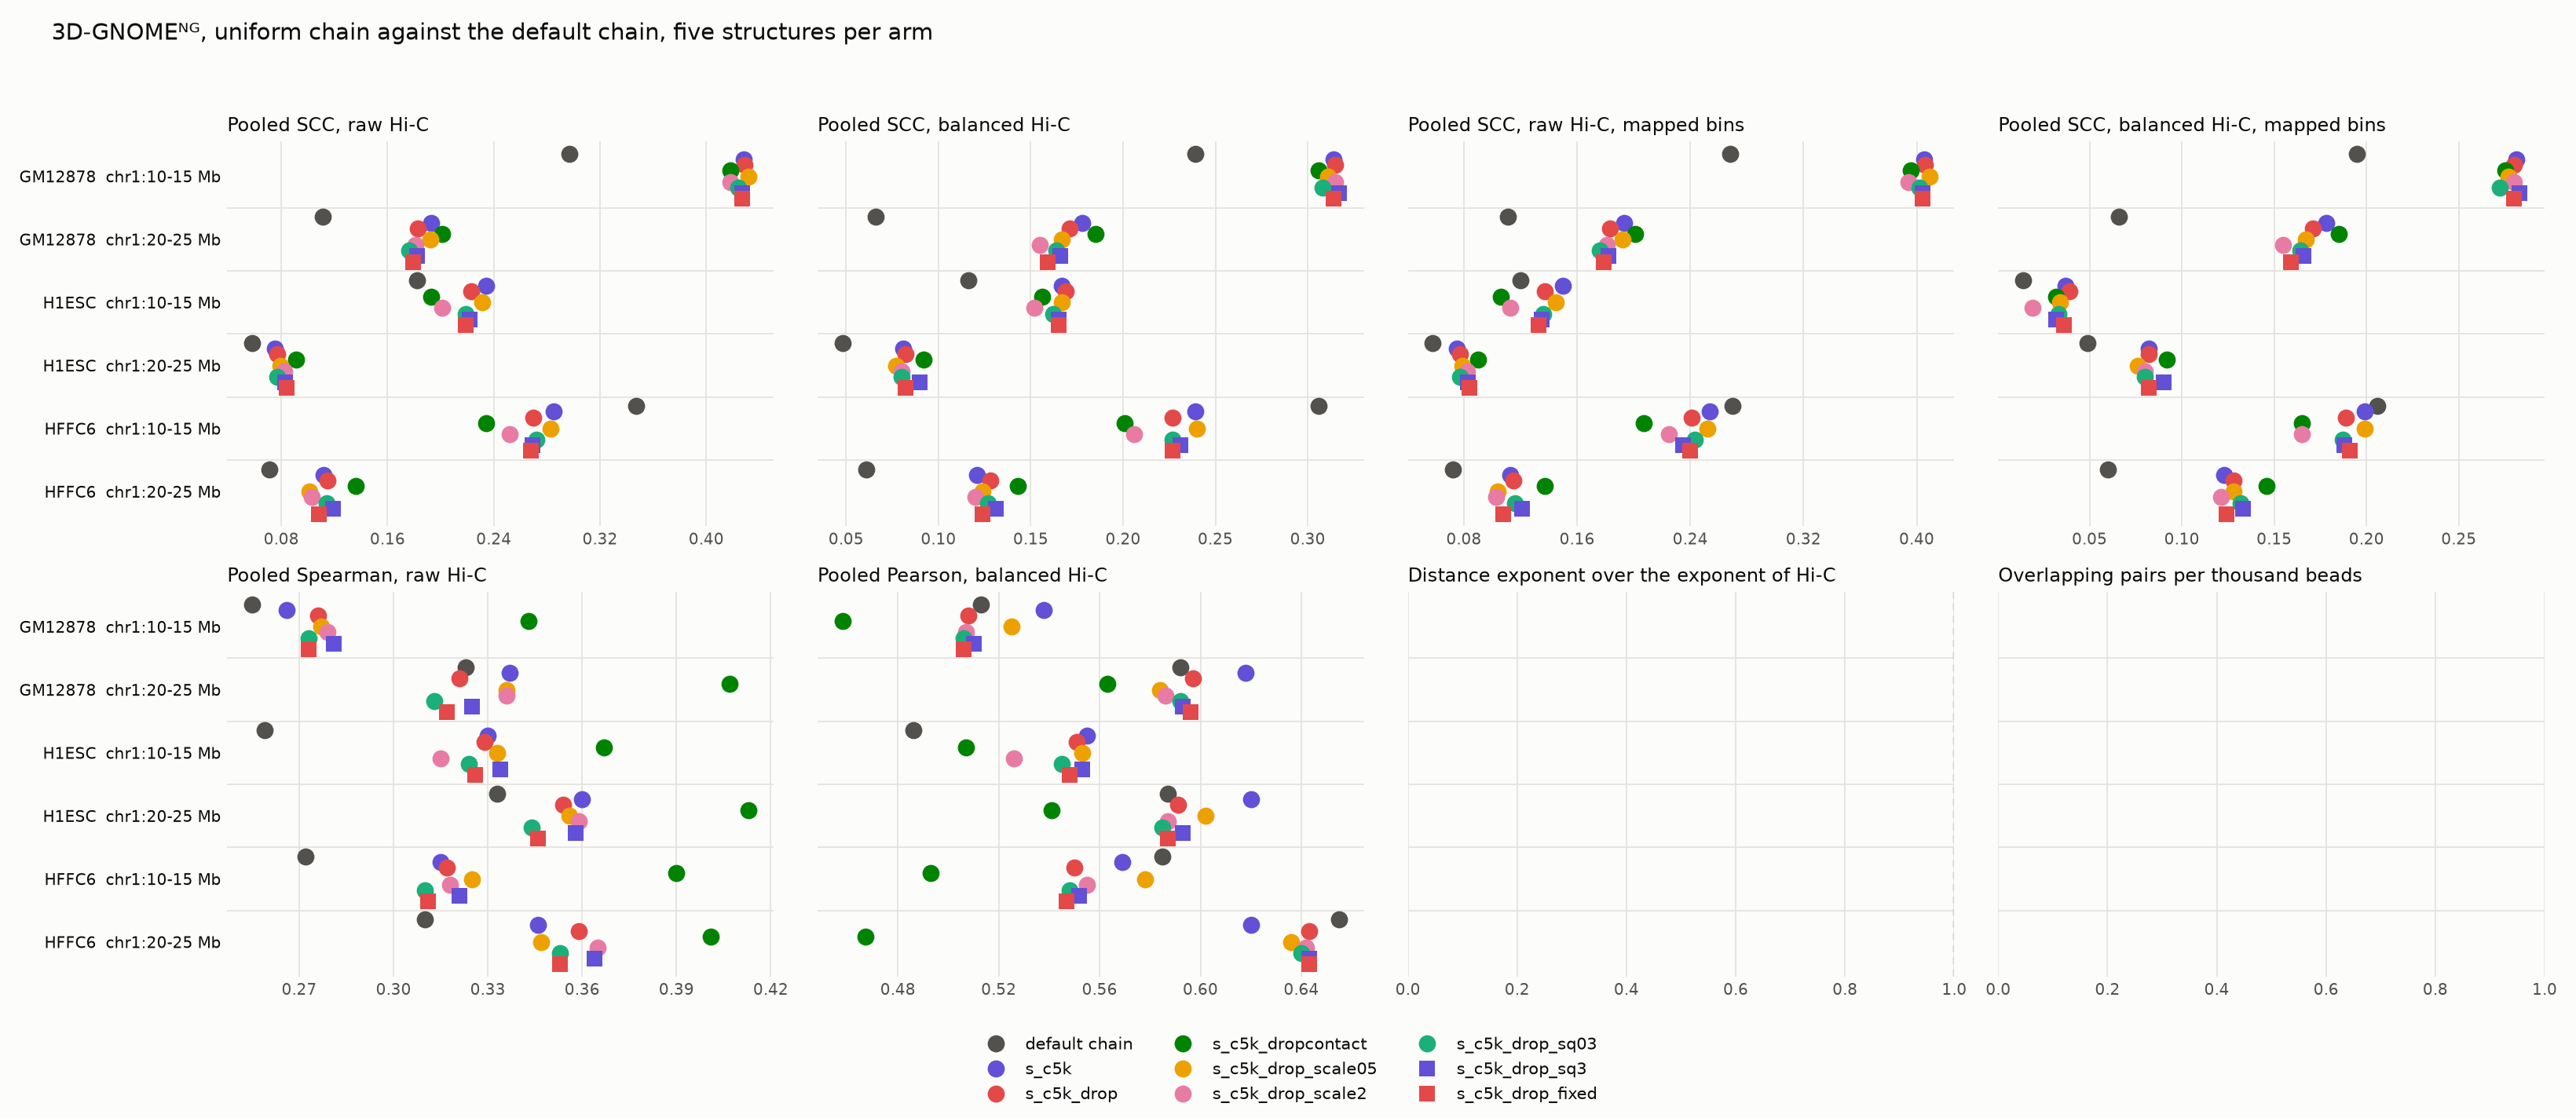 3D-GNOMEᴺᴳ, uniform chain against the default chain, five structures per arm
Pooled SCC, raw Hi-C
Pooled SCC, balanced Hi-C
Pooled SCC, raw Hi-C, mapped bins
Pooled SCC, balanced Hi-C, mapped bins
GM12878 chr1:10-15 Mb
GM12878 chr1:20-25 Mb
H1ESC chr1:10-15 Mb
H1ESC chr1:20-25 Mb
HFFC6 chr1:10-15 Mb
HFFC6 chr1:20-25 Mb
0.08 0.16 0.24 0.32 0.40
0.05 0.10 0.15 0.20 0.25 0.30
0.08 0.16 0.24 0.32 0.40
0.05 0.10 0.15 0.20 0.25
Pooled Spearman, raw Hi-C
Pooled Pearson, balanced Hi-C
Distance exponent over the exponent of Hi-C
Overlapping pairs per thousand beads
GM12878 chr1:10-15 Mb
GM12878 chr1:20-25 Mb
H1ESC chr1:10-15 Mb
H1ESC chr1:20-25 Mb
HFFC6 chr1:10-15 Mb
HFFC6 chr1:20-25 Mb
0.27 0.30 0.33 0.36 0.39 0.42
0.48 0.52 0.56 0.60 0.64
0.0 0.2 0.4 0.6 0.8 1.0
0.0 0.2 0.4 0.6 0.8 1.0
default chain
s_c5k
s_c5k_drop
s_c5k_dropcontact
s_c5k_drop_scale05
s_c5k_drop_scale2
s_c5k_drop_sq03
s_c5k_drop_sq3
s_c5k_drop_fixed